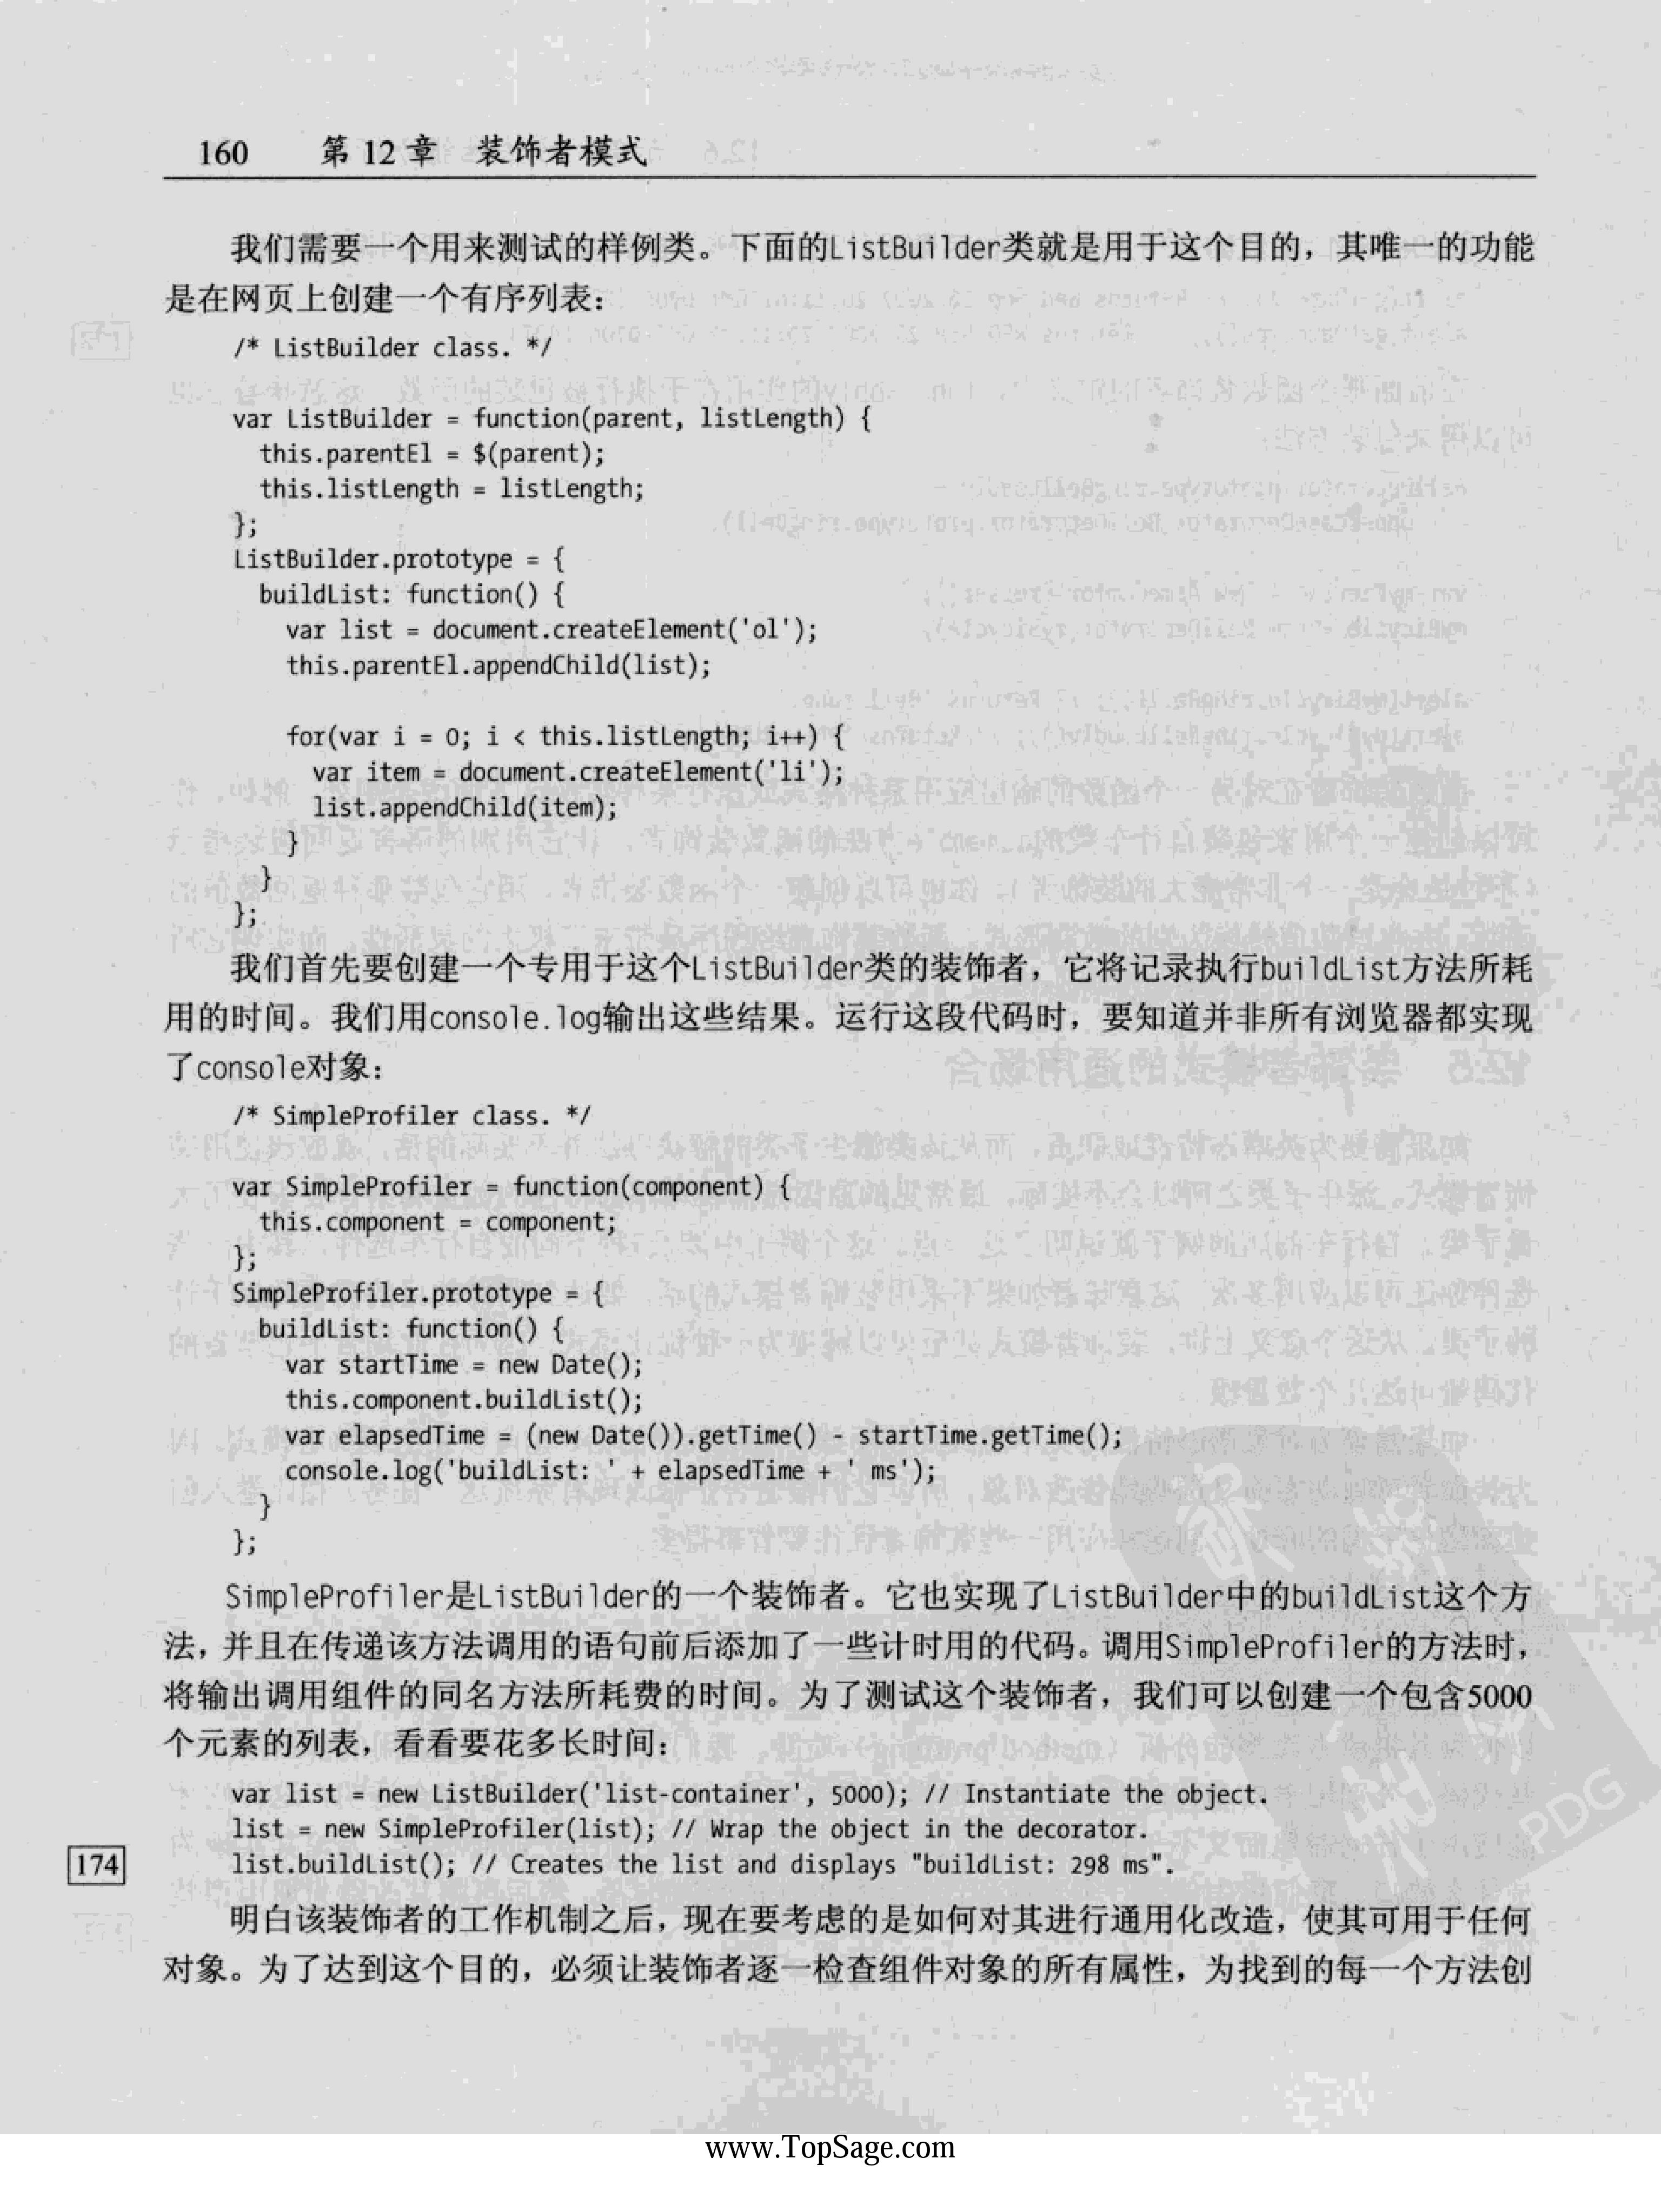 160 第 12 章 装饰者模式
我们需要一个用来测试的样例类。下面的ListBuilder类就是用于这个目的，其唯一的功能
是在网页上创建一个有序列表：
/* ListBuilder class. */
var ListBuilder = function(parent, listLength) {
this.parentEl = $(parent);
this.listLength = listLength;
};
ListBuilder.prototype = {
buildList: function() {
var list = document.createElement('ol');
this.parentEl.appendChild(list);
for(var i = 0; i < this.listLength; i++) {
var item = document.createElement('li');
list.appendChild(item);
}
}
};
我们首先要创建一个专用于这个ListBuilder类的装饰者，它将记录执行buildList方法所耗
用的时间。我们用console.log输出这些结果。运行这段代码时，要知道并非所有浏览器都实现
了console对象：
/* SimpleProfiler class. */
var SimpleProfiler = function(component) {
this.component = component;
};
SimpleProfiler.prototype = {
buildList: function() {
var startTime = new Date();
this.component.buildList();
var elapsedTime = (new Date()).getTime() - startTime.getTime();
console.log('buildList: ' + elapsedTime + ' ms');
}
};
SimpleProfiler是ListBuilder的一个装饰者。它也实现了ListBuilder中的buildList这个方
法，并且在传递该方法调用的语句前后添加了一些计时用的代码。调用SimpleProfiler的方法时，
将输出调用组件的同名方法所耗费的时间。为了测试这个装饰者，我们可以创建一个包含5000
个元素的列表，看看要花多长时间：
var list = new ListBuilder('list-container', 5000); // Instantiate the object.
list = new SimpleProfiler(list); // Wrap the object in the decorator.
174 list.buildList(); // Creates the list and displays "buildList: 298 ms".
明白该装饰者的工作机制之后，现在要考虑的是如何对其进行通用化改造，使其可用于任何
对象。为了达到这个目的，必须让装饰者逐一检查组件对象的所有属性，为找到的每一个方法创
PDG
www.TopSage.com